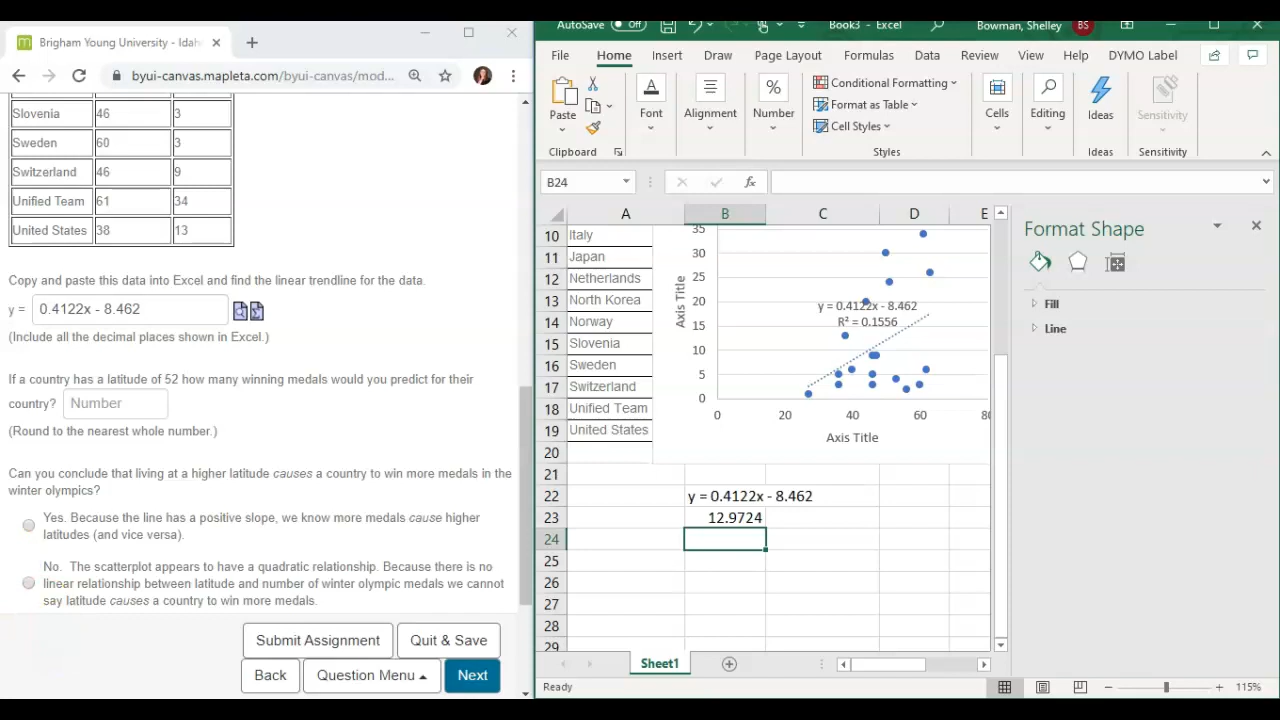 Brigham Young University - Idaho
AutoSave Off Book3 - Excel Bowman, Shelley BS
byui-canvas.mapleta.com/byui-canvas/mod...
File Home Insert Draw Page Layout Formulas Data Review View Help DYMO Label
Paste Font Alignment Number Conditional Formatting Format as Table Cell Styles Cells Editing Ideas Sensitivity
Clipboard Styles Ideas Sensitivity
Slovenia 46 3
Sweden 60 3
Switzerland 46 9
Unified Team 61 34
United States 38 13
Copy and paste this data into Excel and find the linear trendline for the data.
y = 0.4122x - 8.462
(Include all the decimal places shown in Excel.)
If a country has a latitude of 52 how many winning medals would you predict for their
country? Number
(Round to the nearest whole number.)
Can you conclude that living at a higher latitude causes a country to win more medals in the
winter olympics?
Yes. Because the line has a positive slope, we know more medals cause higher
latitudes (and vice versa).
No. The scatterplot appears to have a quadratic relationship. Because there is no
linear relationship between latitude and number of winter olympic medals we cannot
say latitude causes a country to win more medals.
Submit Assignment Quit & Save
Back Question Menu Next
B24 fx
A B C D E
10 Italy
11 Japan
12 Netherlands
13 North Korea
14 Norway
15 Slovenia
16 Sweden
17 Switzerland
18 Unified Team
19 United States
20
21
22 y = 0.4122x - 8.462
23 12.9724
24
25
26
27
28
29
35
30
25
20
15
10
5
0
Axis Title
y = 0.4122x - 8.462
R² = 0.1556
0 20 40 60 80
Axis Title
Format Shape
Fill
Line
Sheet1
Ready 115%